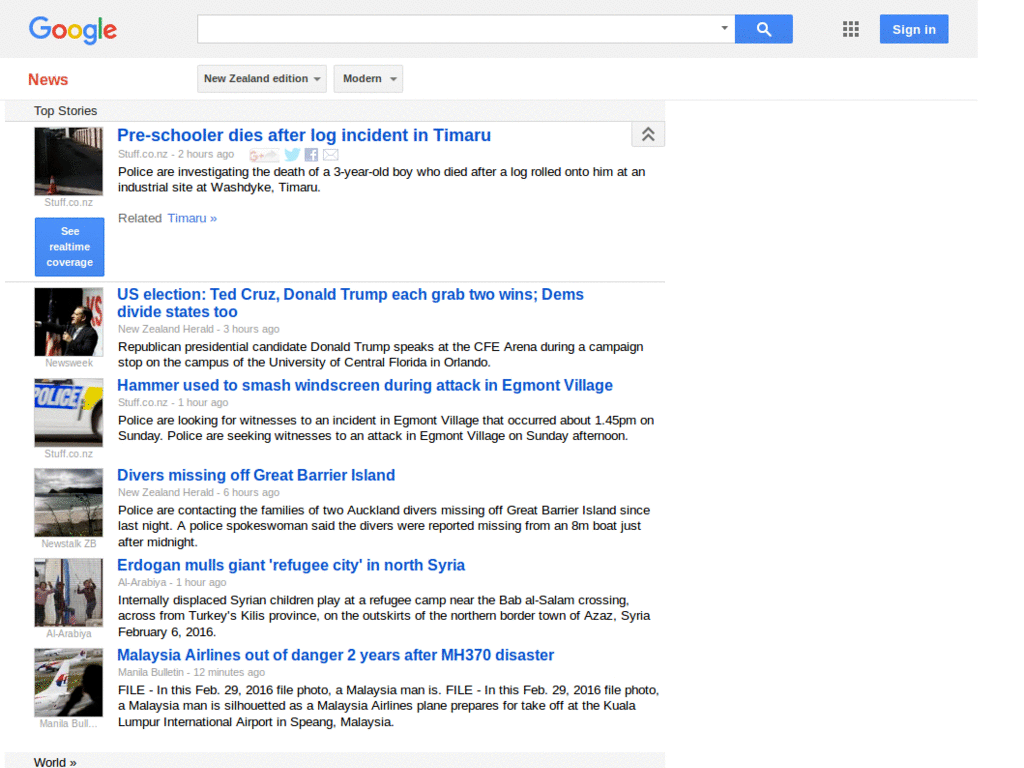 Google
Sign in
News
New Zealand edition
Modern
Top Stories
Pre-schooler dies after log incident in Timaru
Stuff.co.nz - 2 hours ago
Police are investigating the death of a 3-year-old boy who died after a log rolled onto him at an
industrial site at Washdyke, Timaru.
Stuff.co.nz
Related Timaru »
See
realtime
coverage
US election: Ted Cruz, Donald Trump each grab two wins; Dems
divide states too
New Zealand Herald - 3 hours ago
Republican presidential candidate Donald Trump speaks at the CFE Arena during a campaign
stop on the campus of the University of Central Florida in Orlando.
Newsweek
Hammer used to smash windscreen during attack in Egmont Village
Stuff.co.nz - 1 hour ago
POLICE
Police are looking for witnesses to an incident in Egmont Village that occurred about 1.45pm on
Sunday. Police are seeking witnesses to an attack in Egmont Village on Sunday afternoon.
Stuff.co.nz
Divers missing off Great Barrier Island
New Zealand Herald - 6 hours ago
Police are contacting the families of two Auckland divers missing off Great Barrier Island since
last night. A police spokeswoman said the divers were reported missing from an 8m boat just
after midnight.
Newstalk ZB
Erdogan mulls giant 'refugee city' in north Syria
Al-Arabiya - 1 hour ago
Internally displaced Syrian children play at a refugee camp near the Bab al-Salam crossing,
across from Turkey's Kilis province, on the outskirts of the northern border town of Azaz, Syria
February 6, 2016.
Al-Arabiya
Malaysia Airlines out of danger 2 years after MH370 disaster
Manila Bulletin - 12 minutes ago
FILE - In this Feb. 29, 2016 file photo, a Malaysia man is. FILE - In this Feb. 29, 2016 file photo,
a Malaysia man is silhouetted as a Malaysia Airlines plane prepares for take off at the Kuala
Lumpur International Airport in Speang, Malaysia.
Manila Bull...
World »